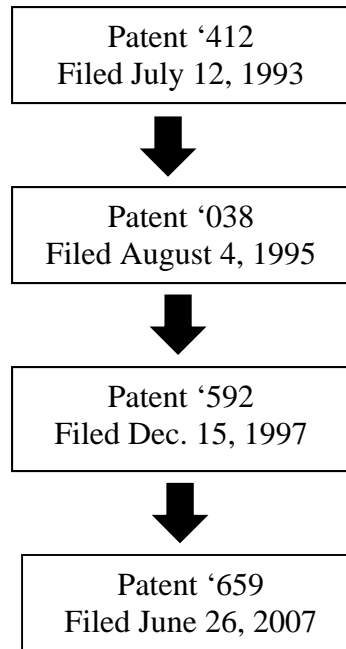 Patent ‘412
Filed July 12, 1993
Patent ‘038
Filed August 4, 1995
Patent ‘592
Filed Dec. 15, 1997
Patent ‘659
Filed June 26, 2007